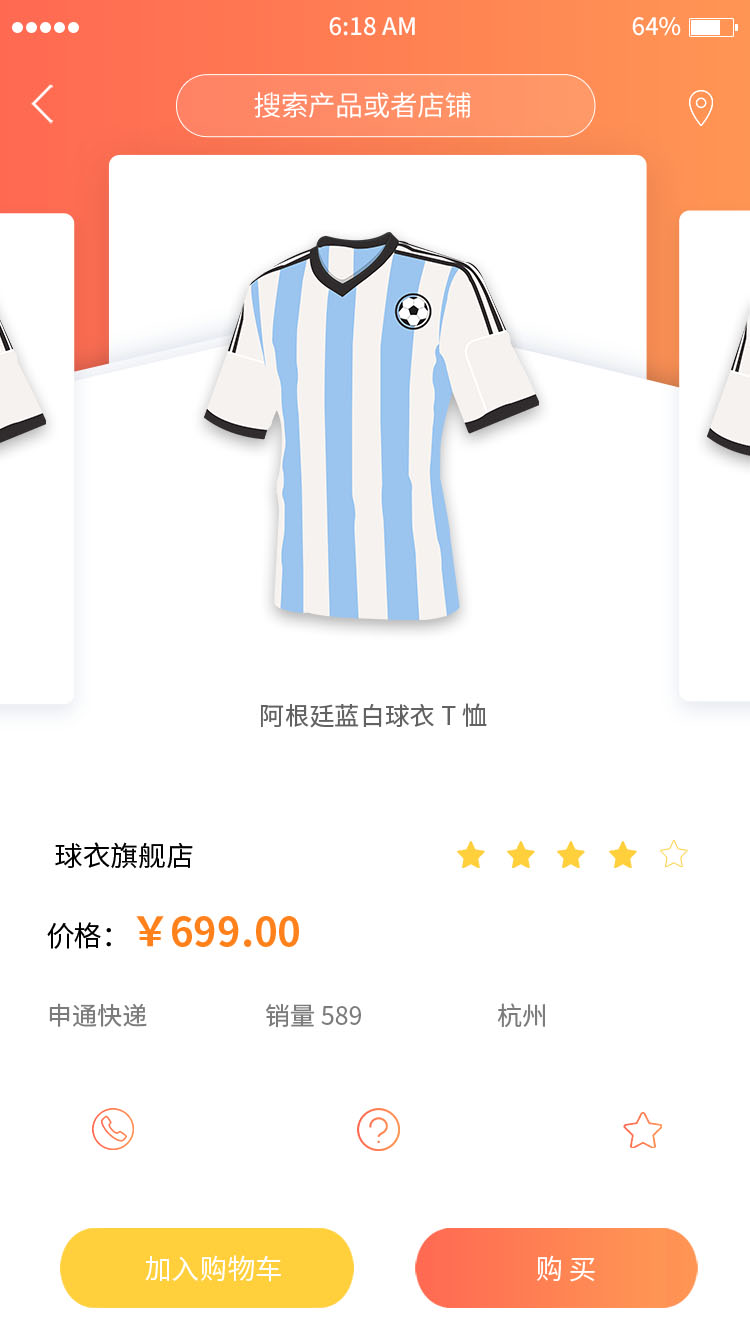 6:18 AM 64%
搜索产品或者店铺
阿根廷蓝白球衣 T 恤
球衣旗舰店
价格：￥699.00
申通快递 销量 589 杭州
加入购物车 购 买